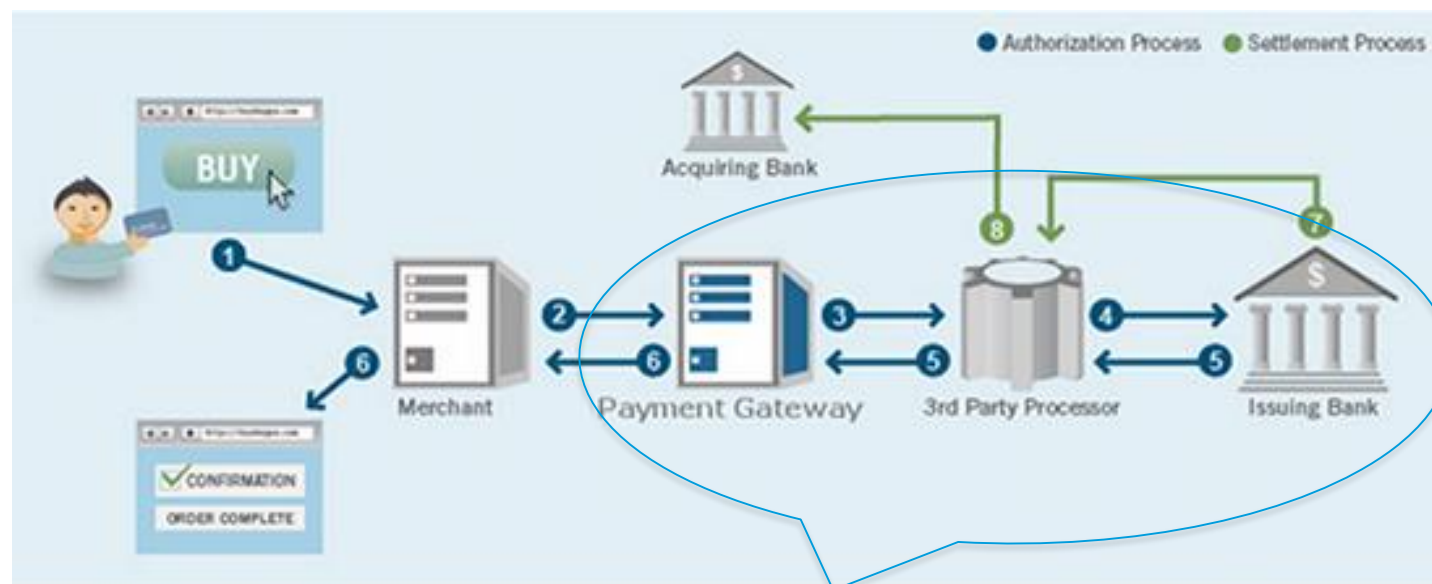 Authorization Process
Settlement Process
$
Acquiring Bank
BUY
8
7
1
$
2
3
4
6
6
5
5
Merchant
Payment Gateway
3rd Party Processor
Issuing Bank
CONFIRMATION
ORDER COMPLETE